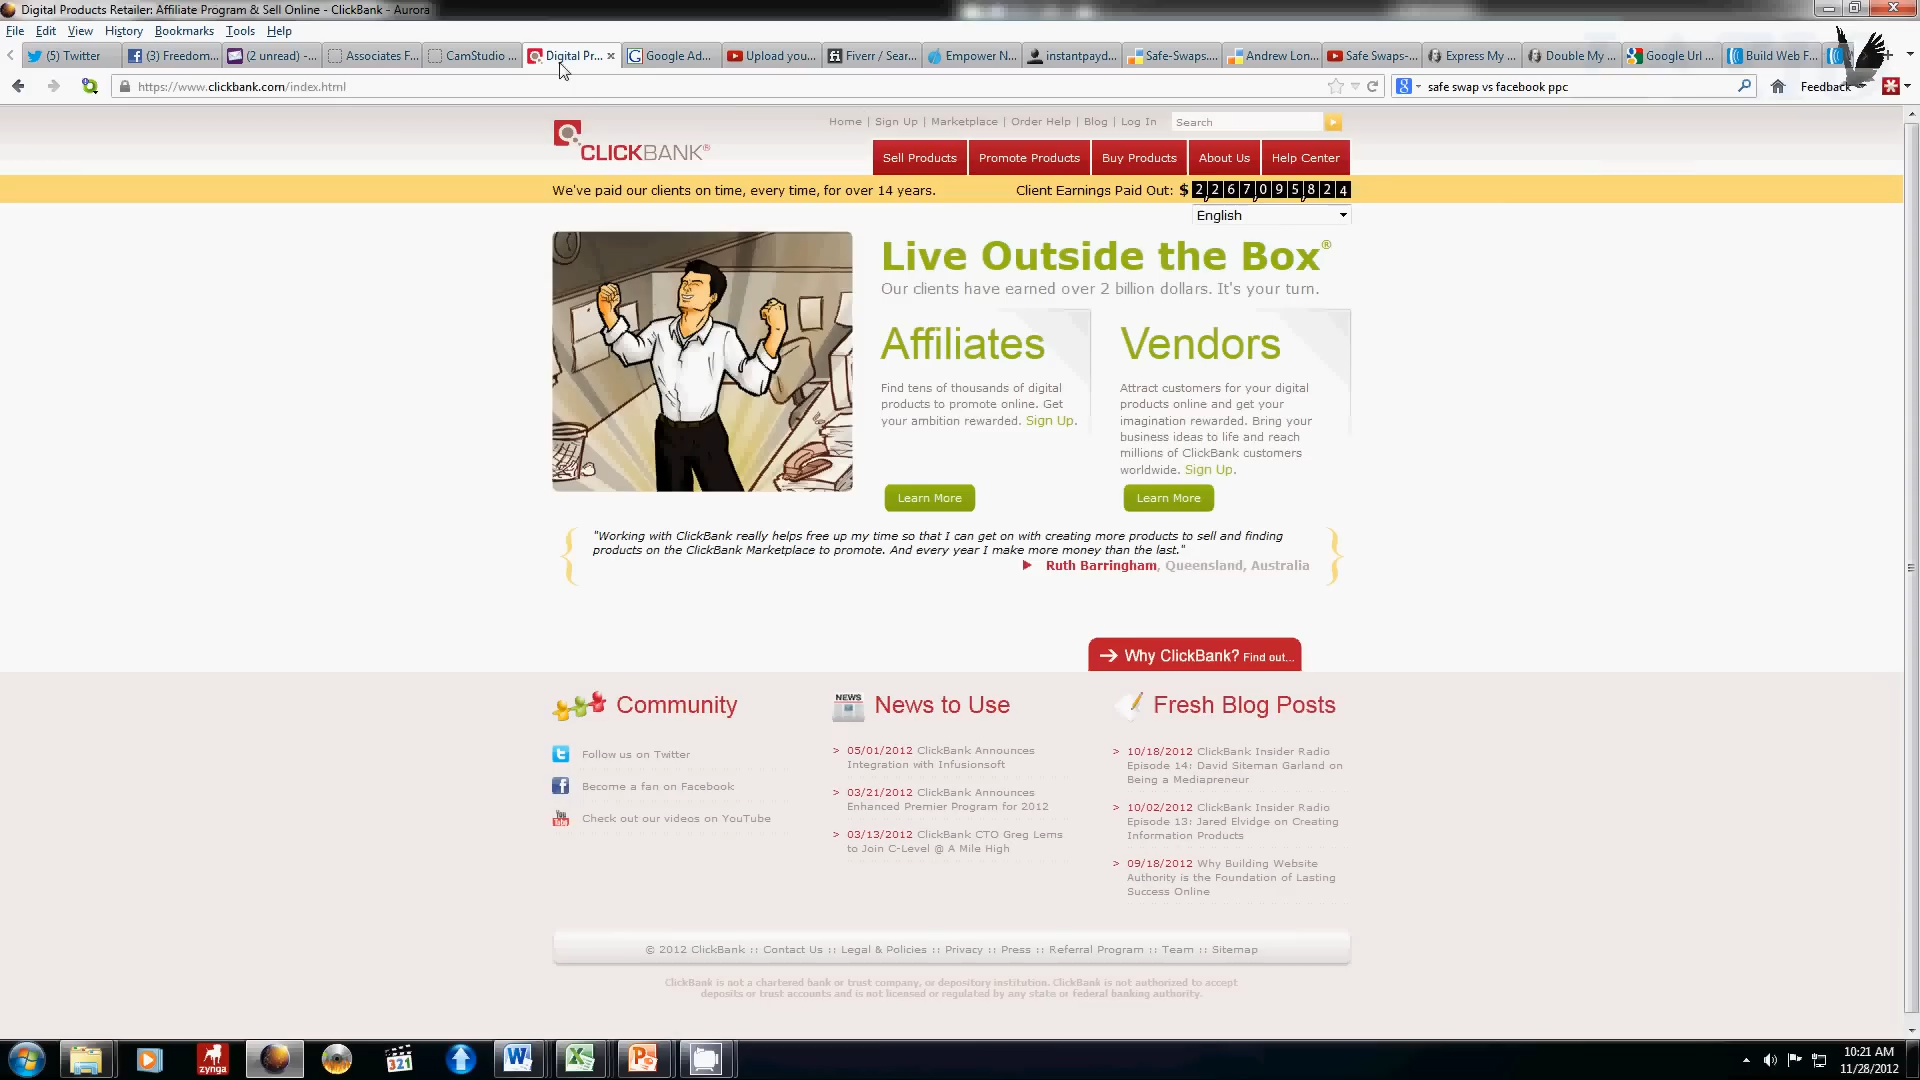 Digital Products Retailer: Affiliate Program & Sell Online - ClickBank - Aurora
File Edit View History Bookmarks Tools Help
(5) Twitter (3) Freedom... (2 unread) -... Associates F... CamStudio ... Digital Pr... Google Ad... Upload you... Fiverr / Sear... Empower N... instantpayd... Safe-Swaps... Andrew Lon... Safe Swaps-... Express My ... Double My ... Google Url ... Build Web F...
https://www.clickbank.com/index.html
safe swap vs facebook ppc
Feedback
Home | Sign Up | Marketplace | Order Help | Blog | Log In Search
CLICKBANK®
Sell Products Promote Products Buy Products About Us Help Center
We've paid our clients on time, every time, for over 14 years. Client Earnings Paid Out: $ 2,267,095,824
English
Live Outside the Box®
Our clients have earned over 2 billion dollars. It's your turn.
Affiliates
Find tens of thousands of digital
products to promote online. Get
your ambition rewarded. Sign Up.
Learn More
Vendors
Attract customers for your digital
products online and get your
imagination rewarded. Bring your
business ideas to life and reach
millions of ClickBank customers
worldwide. Sign Up.
Learn More
"Working with ClickBank really helps free up my time so that I can get on with creating more products to sell and finding
products on the ClickBank Marketplace to promote. And every year I make more money than the last."
Ruth Barringham, Queensland, Australia
Why ClickBank? Find out...
Community
Follow us on Twitter
Become a fan on Facebook
Check out our videos on YouTube
NEWS
News to Use
> 05/01/2012 ClickBank Announces
Integration with Infusionsoft
> 03/21/2012 ClickBank Announces
Enhanced Premier Program for 2012
> 03/13/2012 ClickBank CTO Greg Lems
to Join C-Level @ A Mile High
Fresh Blog Posts
> 10/18/2012 ClickBank Insider Radio
Episode 14: David Siteman Garland on
Being a Mediapreneur
> 10/02/2012 ClickBank Insider Radio
Episode 13: Jared Elvidge on Creating
Information Products
> 09/18/2012 Why Building Website
Authority is the Foundation of Lasting
Success Online
© 2012 ClickBank :: Contact Us :: Legal & Policies :: Privacy :: Press :: Referral Program :: Team :: Sitemap
ClickBank is not a chartered bank or trust company, or depository institution. ClickBank is not authorized to accept
deposits or trust accounts and is not licensed or regulated by any state or federal banking authority.
zynga
321
10:21 AM
11/28/2012